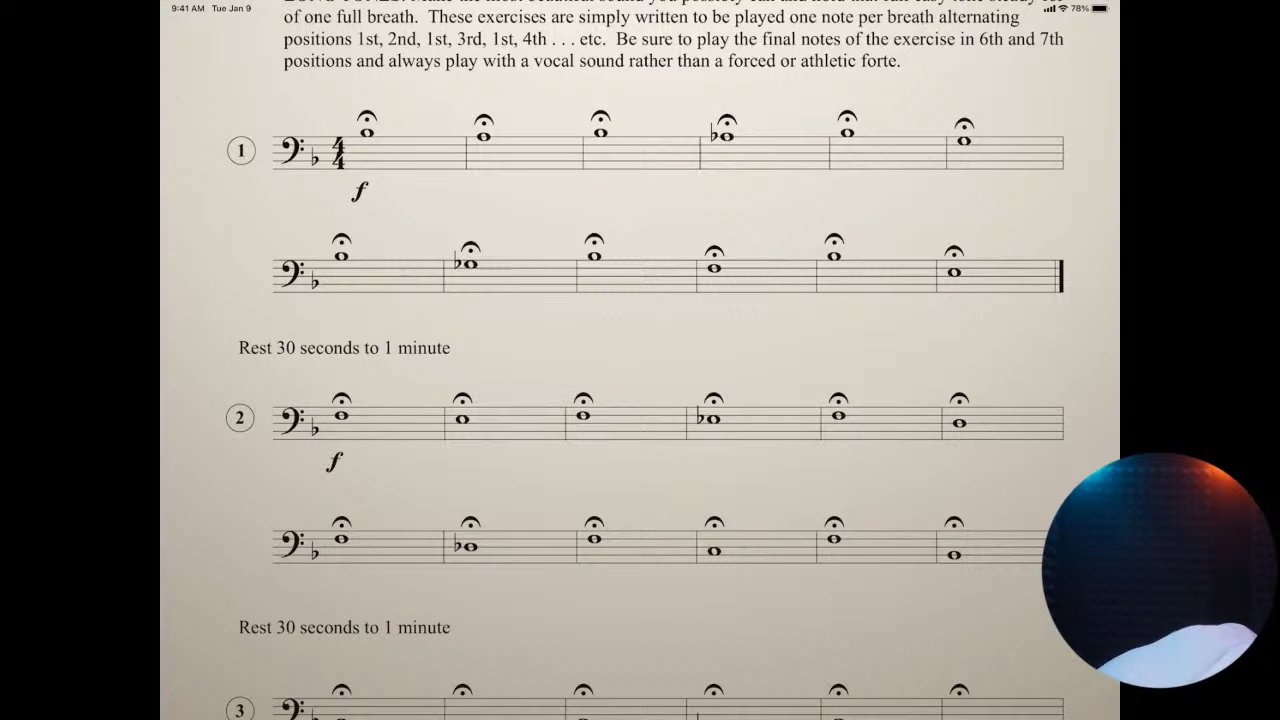 9:41 AM Tue Jan 9
78%
of one full breath. These exercises are simply written to be played one note per breath alternating
positions 1st, 2nd, 1st, 3rd, 1st, 4th . . . etc. Be sure to play the final notes of the exercise in 6th and 7th
positions and always play with a vocal sound rather than a forced or athletic forte.
1
4
4
f
Rest 30 seconds to 1 minute
2
f
Rest 30 seconds to 1 minute
3